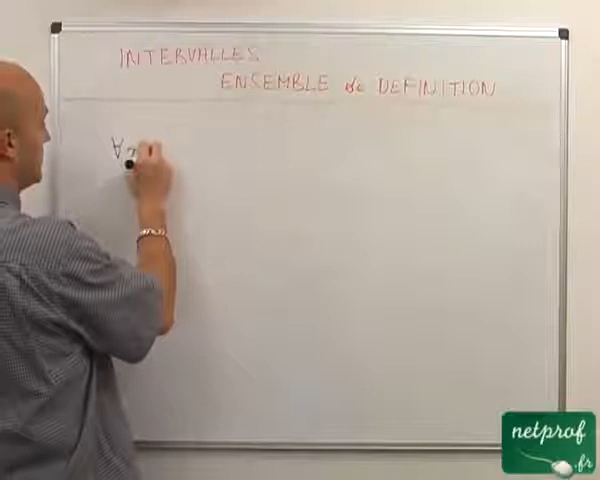 INTERVALLES
ENSEMBLE de DEFINITION
∀
netprof
.fr